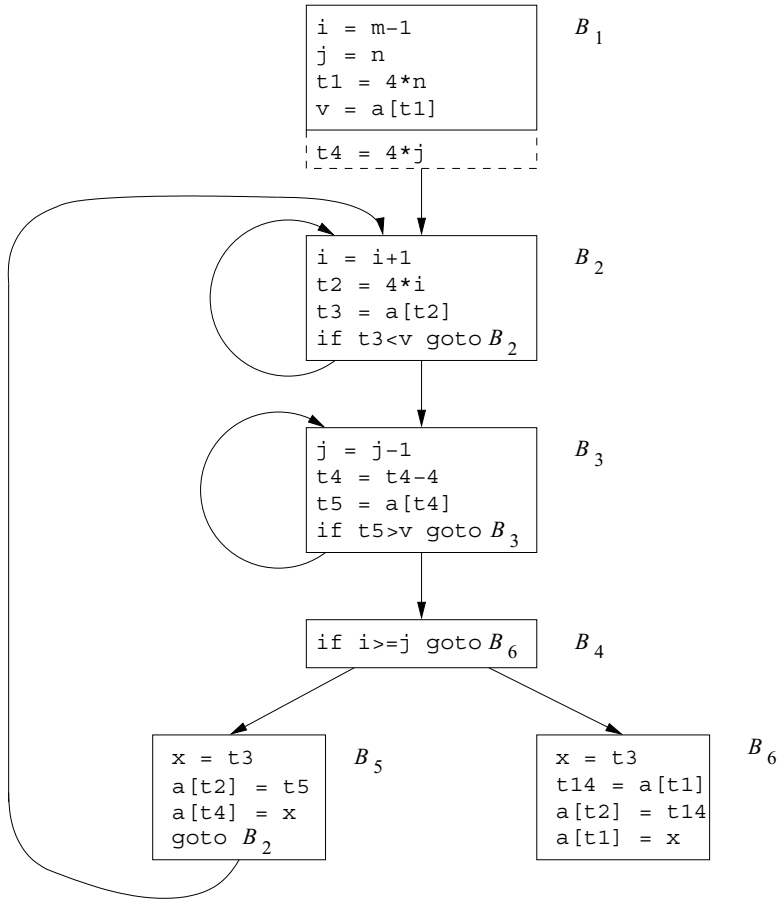 i = m-1
j = n
t1 = 4*n
v = a[t1]
t4 = 4*j
B1
i = i+1
t2 = 4*i
t3 = a[t2]
if t3<v goto B2
B2
j = j-1
t4 = t4-4
t5 = a[t4]
if t5>v goto B3
B3
if i>=j goto B6
B4
x = t3
a[t2] = t5
a[t4] = x
goto B2
B5
x = t3
t14 = a[t1]
a[t2] = t14
a[t1] = x
B6